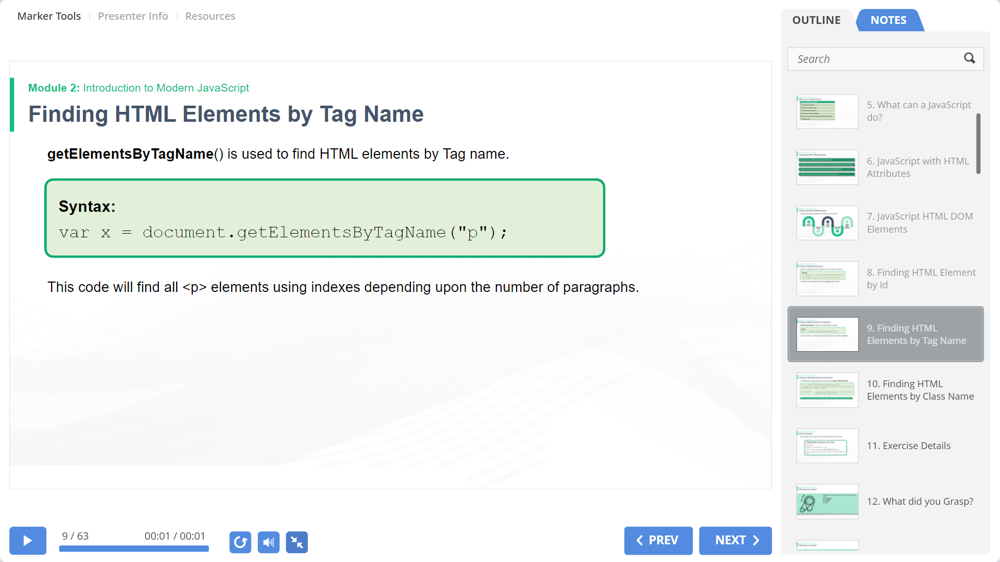 Marker Tools
Presenter Info
Resources
OUTLINE
NOTES
Search
Module 2: Introduction to Modern JavaScript
Finding HTML Elements by Tag Name
getElementsByTagName() is used to find HTML elements by Tag name.
Syntax:
var x = document.getElementsByTagName("p");
This code will find all <p> elements using indexes depending upon the number of paragraphs.
5. What can a JavaScript
do?
6. JavaScript with HTML
Attributes
7. JavaScript HTML DOM
Elements
8. Finding HTML Element
by Id
9. Finding HTML
Elements by Tag Name
10. Finding HTML
Elements by Class Name
11. Exercise Details
12. What did you Grasp?
9 / 63
00:01 / 00:01
PREV
NEXT